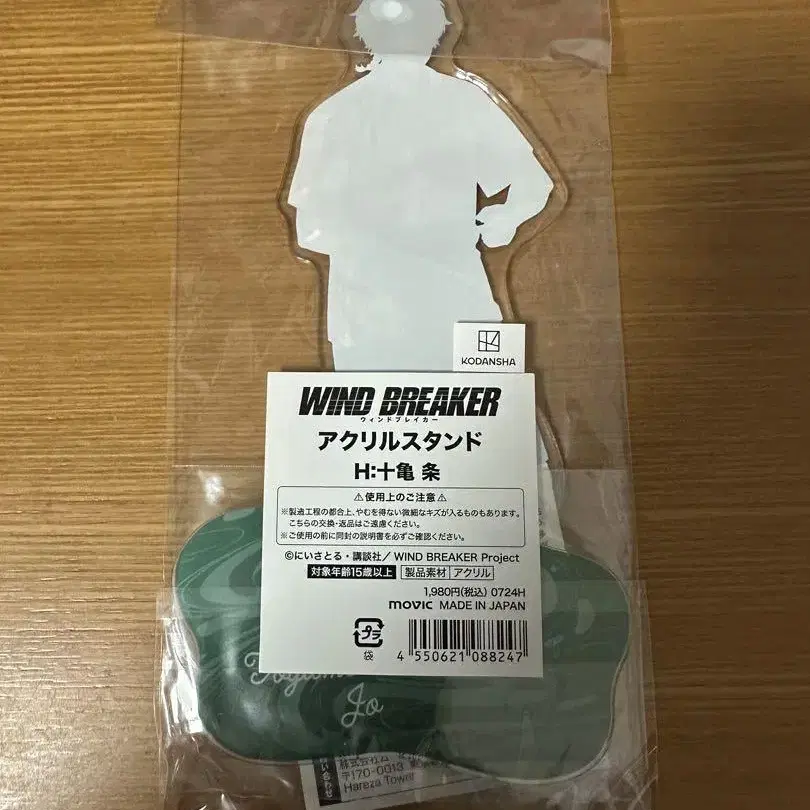 KODANSHA
WIND BREAKER
ウィンドブレイカー
アクリルスタンド
H:十亀 条
⚠使用上のご注意⚠
※製造工程の都合上、やむを得ない微細なキズが入るものもあります。
こちらの交換・返品はご遠慮ください。
※ご使用の前に同封の説明書を必ずご確認ください。
©にいさとる・講談社/ WIND BREAKER Project
対象年齢15歳以上 製品素材 アクリル
1,980円(税込) 0724H
movic MADE IN JAPAN
プラ
袋
4 550621 088247
Jo
株式会社ム
〒170-0013
Hareza Tower